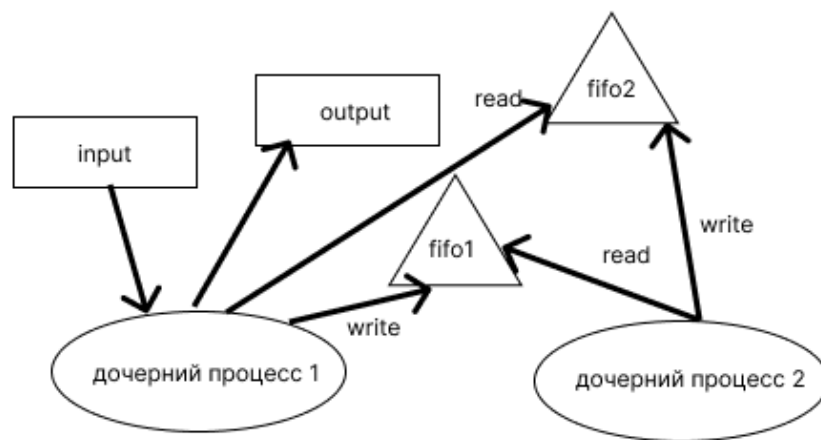 fifo2
read
output
input
fifo1
write
read
write
дочерний процесс 1
дочерний процесс 2